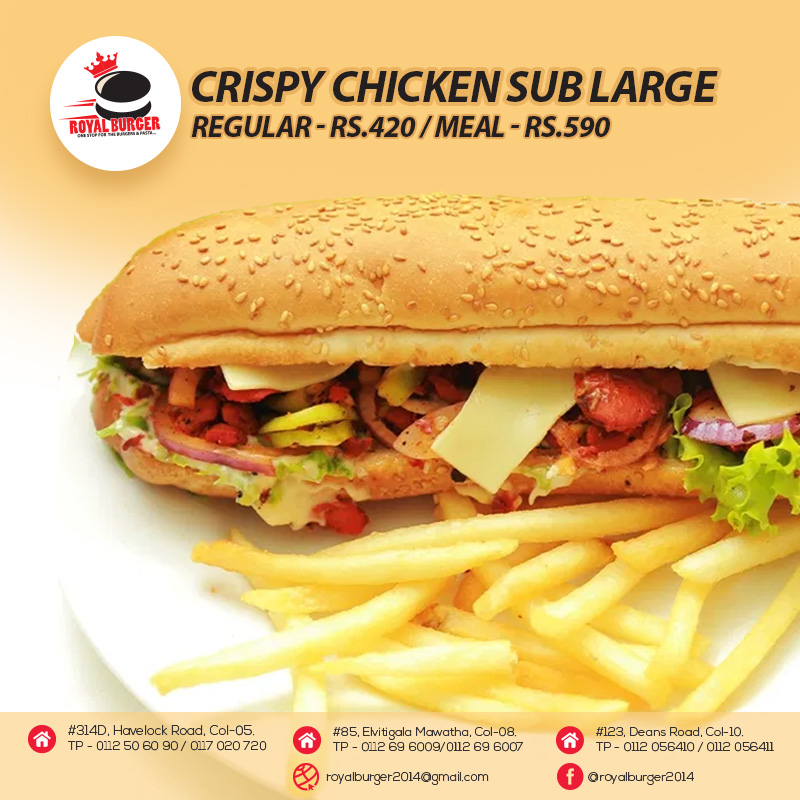 CRISPY CHICKEN SUB LARGE
REGULAR - RS.420 / MEAL - RS.590
ROYAL BURGER
ONE STOP FOR THE BURGERS & PASTA...
#314D, Havelock Road, Col-05.
TP - 0112 50 60 90 / 0117 020 720
#85, Elvitigala Mawatha, Col-08.
TP - 0112 69 6009/0112 69 6007
#123, Deans Road, Col-10.
TP - 0112 056410 / 0112 056411
royalburger2014@gmail.com
@royalburger2014